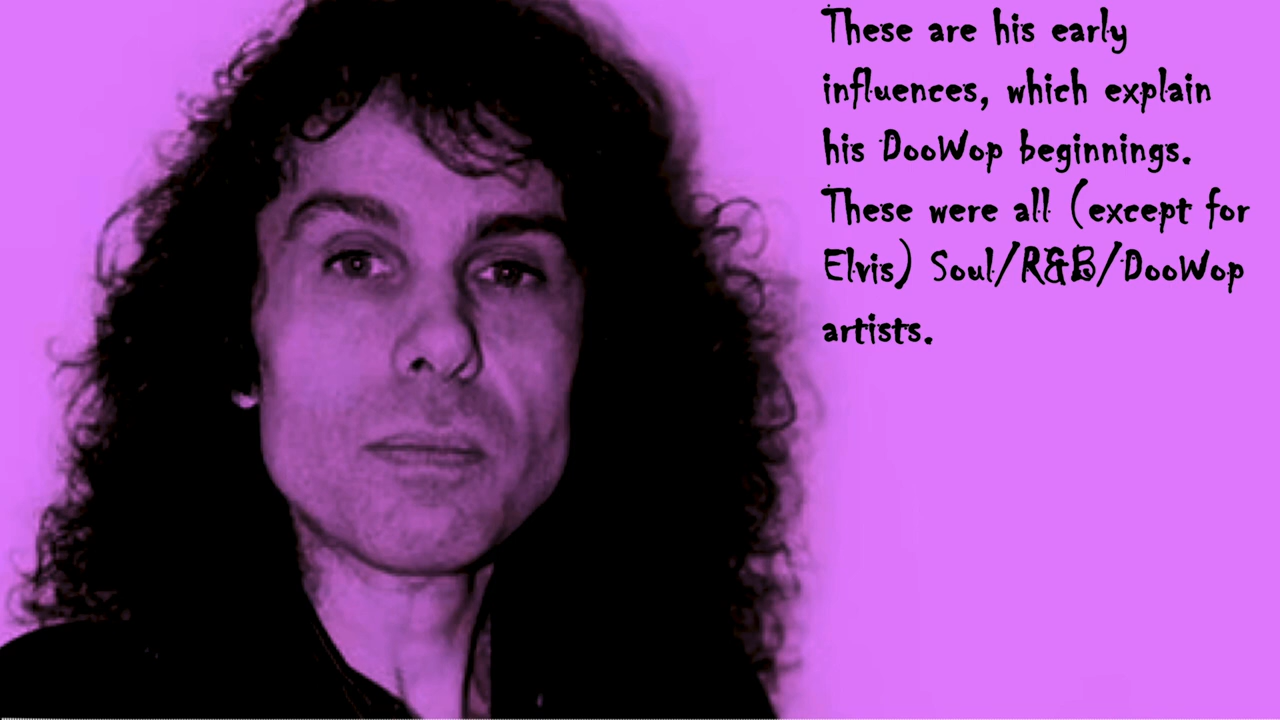 These are his early
influences, which explain
his DooWop beginnings.
These were all (except for
Elvis) Soul/R&B/DooWop
artists.